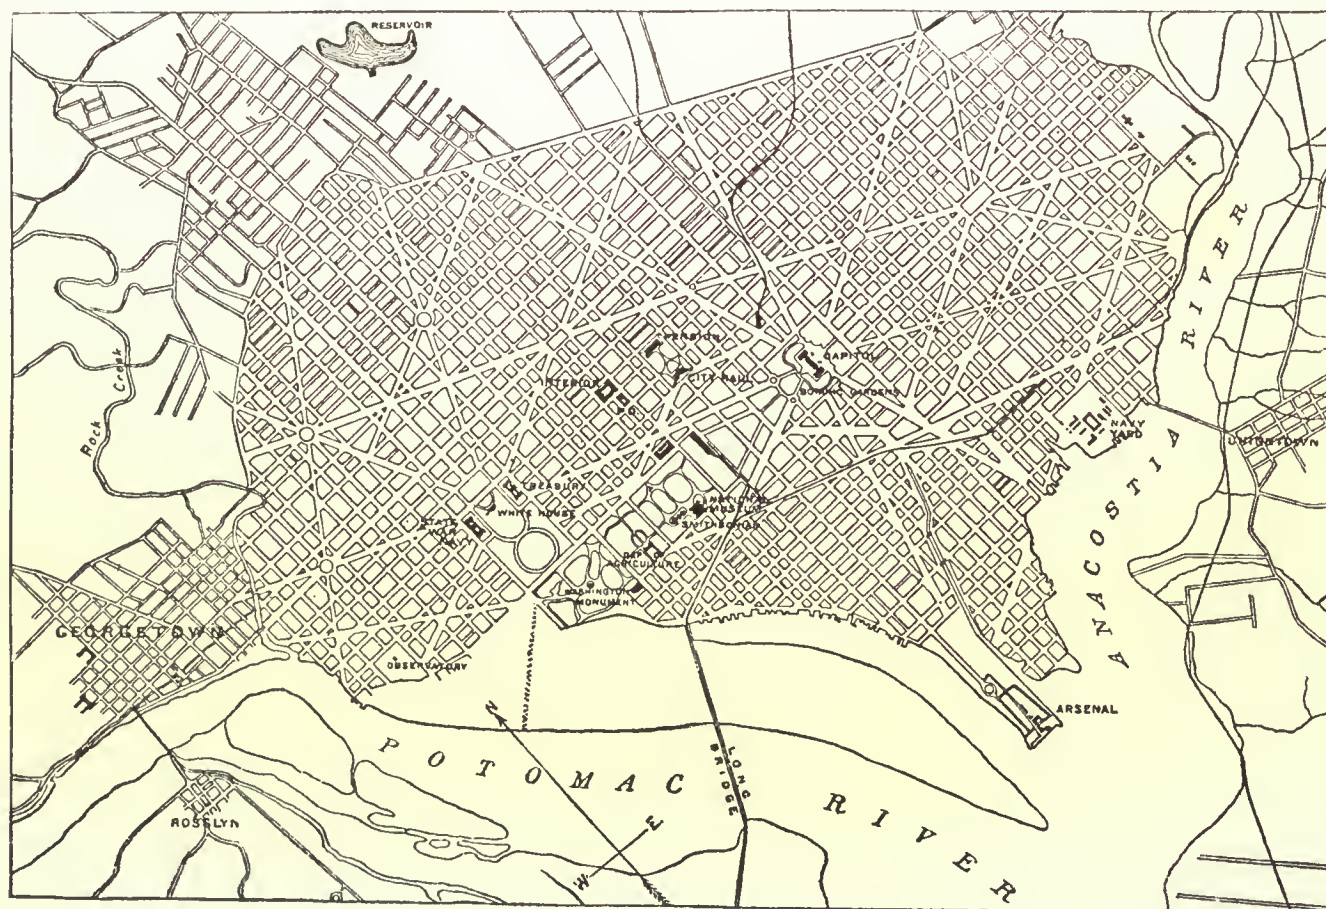 RESERVOIR
RIVER
Rock Creek
PENSION
CITY HALL
CAPITOL
INTERIOR
BOTANIC GARDENS
NAVY
YARD
UNIONTOWN
TREASURY
WHITE HOUSE
STATE
WAR
NAVY
NATIONAL
MUSEUM
SMITHSONIAN
DEP. OF
AGRICULTURE
WASHINGTON
MONUMENT
ANACOSTIA
GEORGETOWN
OBSERVATORY
ARSENAL
N
POTOMAC RIVER
LONG
BRIDGE
ROSSLYN
E
W